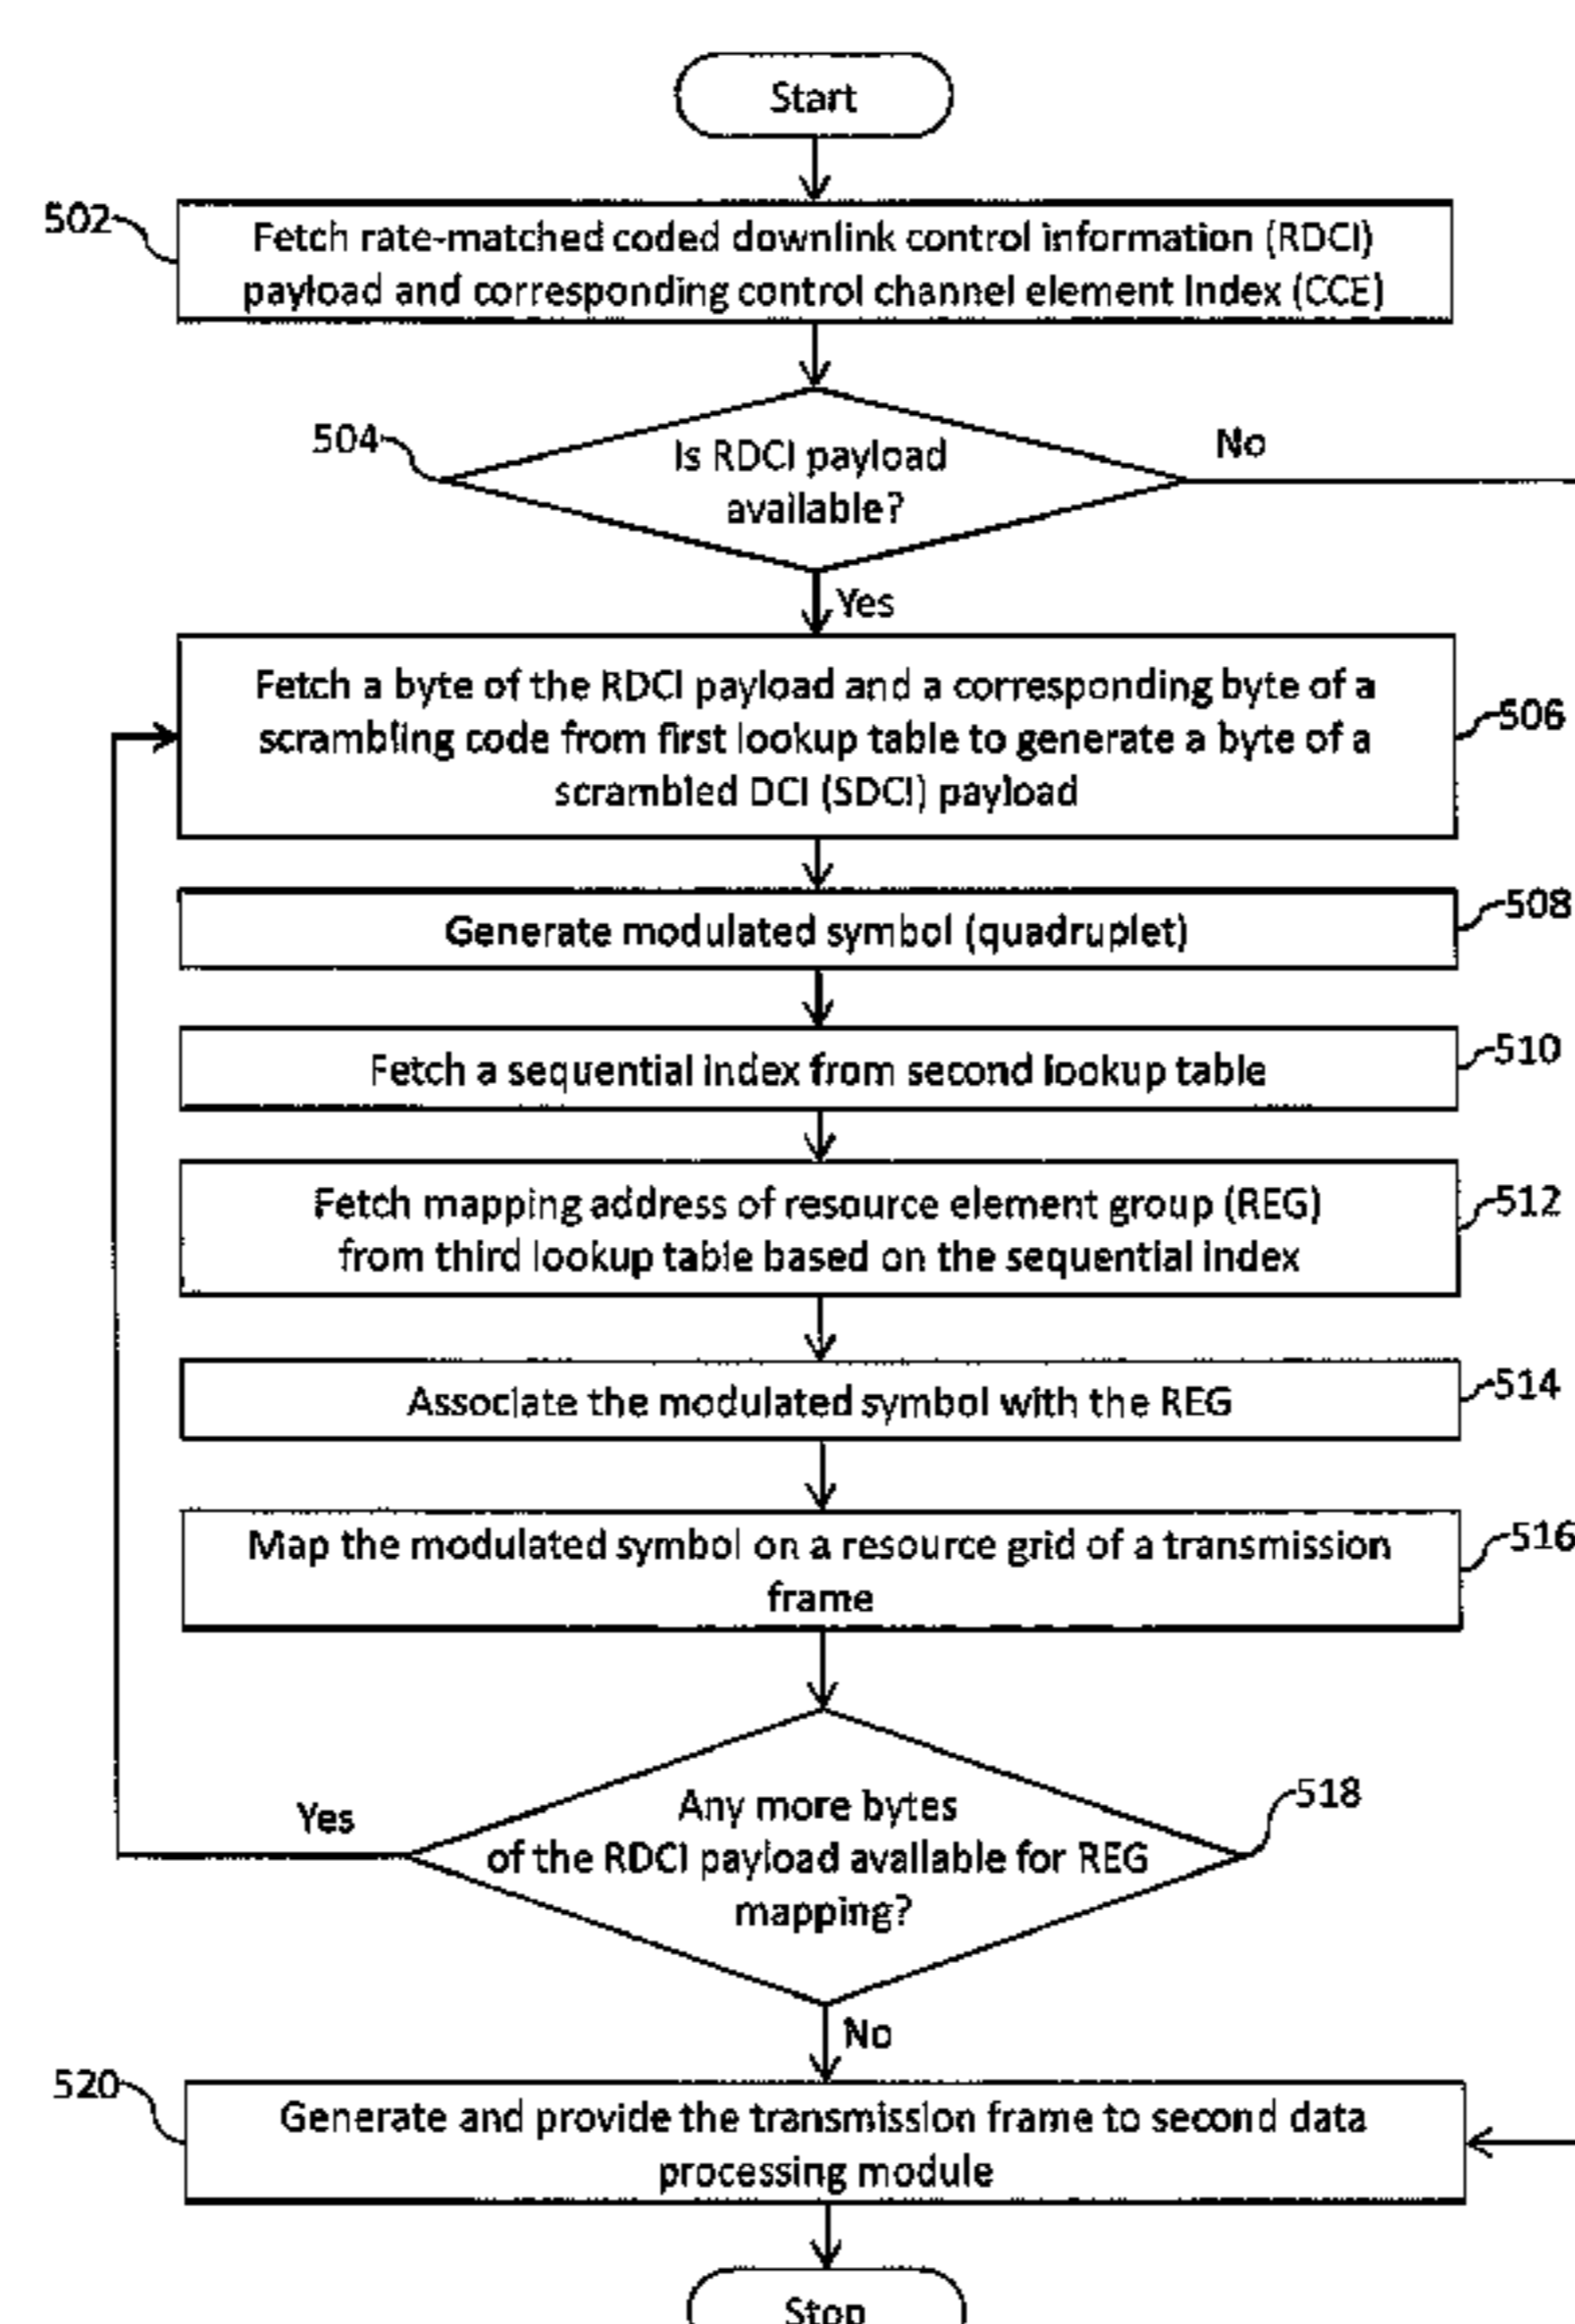 Start
502
Fetch rate-matched coded downlink control information (RDCI)
payload and corresponding control channel element Index (CCE)
504
Is RDCI payload
available?
No
Yes
Fetch a byte of the RDCI payload and a corresponding byte of a
scrambling code from first lookup table to generate a byte of a
scrambled DCI (SDCI) payload
506
Generate modulated symbol (quadruplet)
508
Fetch a sequential index from second lookup table
510
Fetch mapping address of resource element group (REG)
from third lookup table based on the sequential index
512
Associate the modulated symbol with the REG
514
Map the modulated symbol on a resource grid of a transmission
frame
516
Any more bytes
of the RDCI payload available for REG
mapping?
518
Yes
No
520
Generate and provide the transmission frame to second data
processing module
Stop